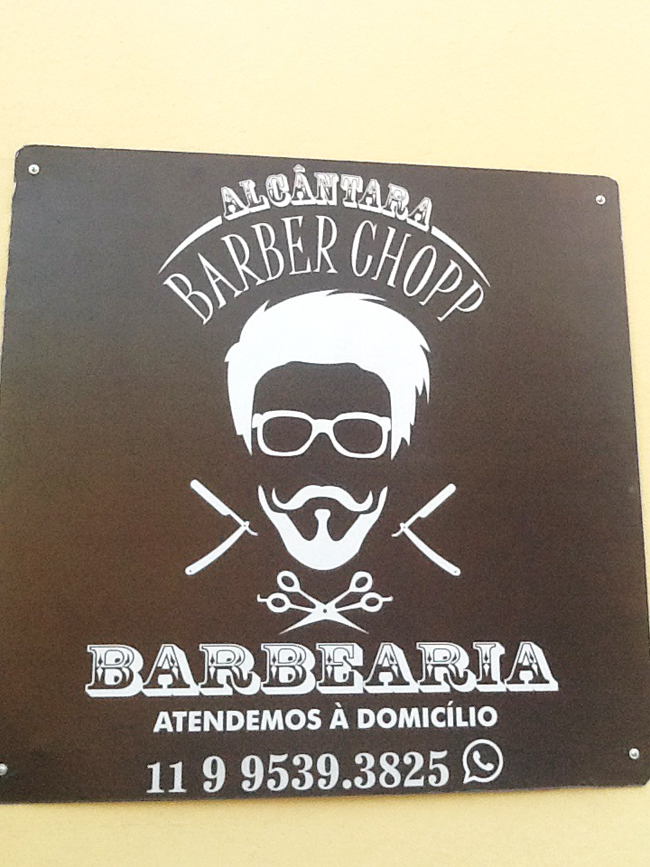 ALCÂNTARA
BARBER CHOPP
BARBEARIA
ATENDEMOS À DOMICÍLIO
11 9 9539.3825